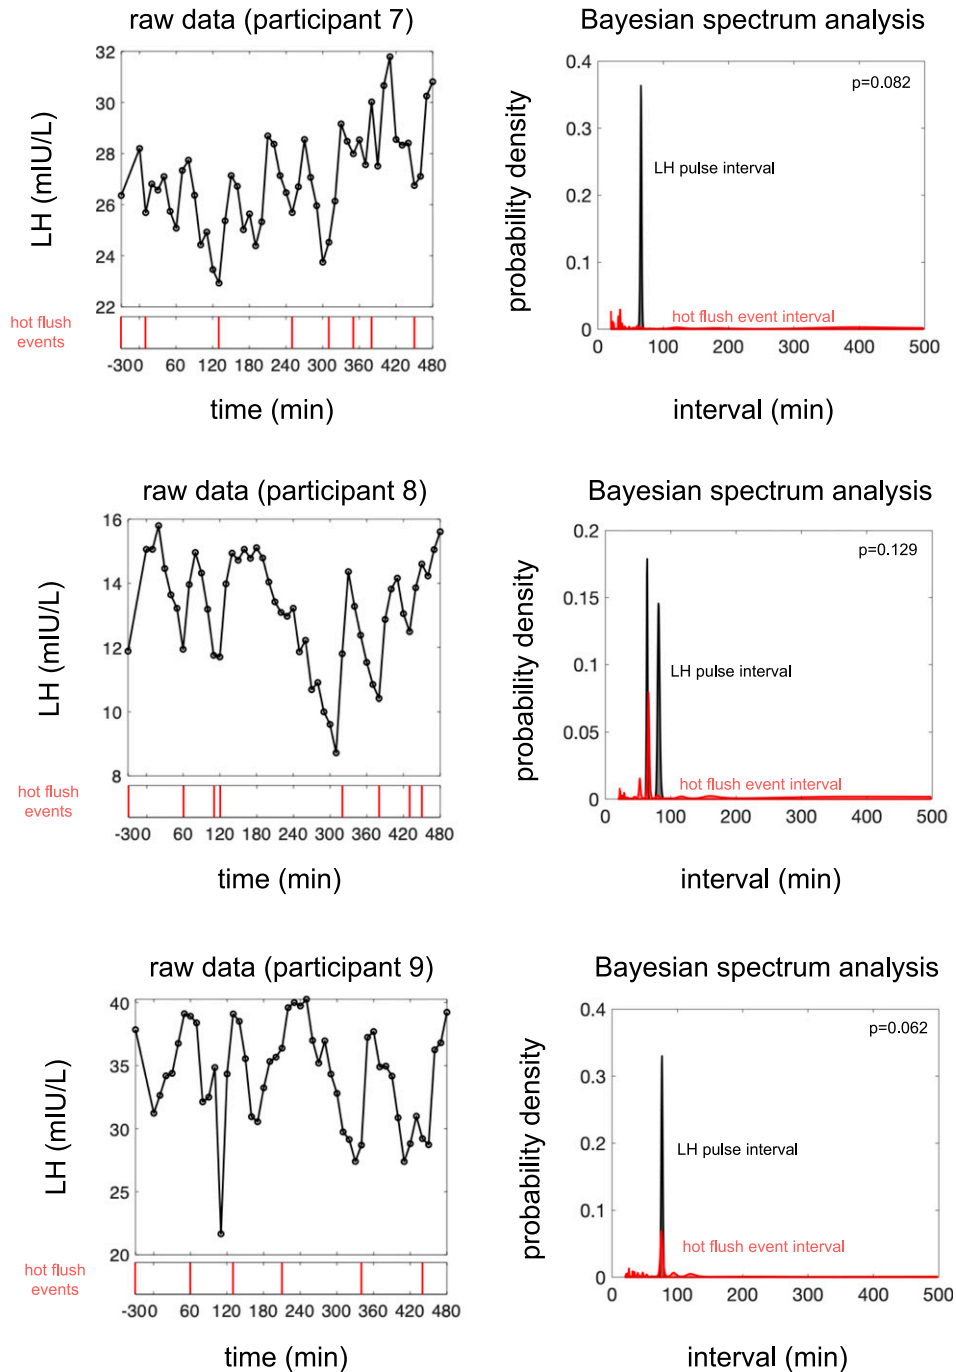 raw data (participant 7)
Bayesian spectrum analysis
32
30
28
26
24
22
LH (mIU/L)
hot flush
events
-300 60 120 180 240 300 360 420 480
time (min)
0.4
0.3
0.2
0.1
0
probability density
p=0.082
LH pulse interval
hot flush event interval
0 100 200 300 400 500
interval (min)
raw data (participant 8)
Bayesian spectrum analysis
16
14
12
10
8
LH (mIU/L)
hot flush
events
-300 60 120 180 240 300 360 420 480
time (min)
0.2
0.15
0.1
0.05
0
probability density
p=0.129
LH pulse interval
hot flush event interval
0 100 200 300 400 500
interval (min)
raw data (participant 9)
Bayesian spectrum analysis
40
35
30
25
20
LH (mIU/L)
hot flush
events
-300 60 120 180 240 300 360 420 480
time (min)
0.4
0.3
0.2
0.1
0
probability density
p=0.062
LH pulse interval
hot flush event interval
0 100 200 300 400 500
interval (min)